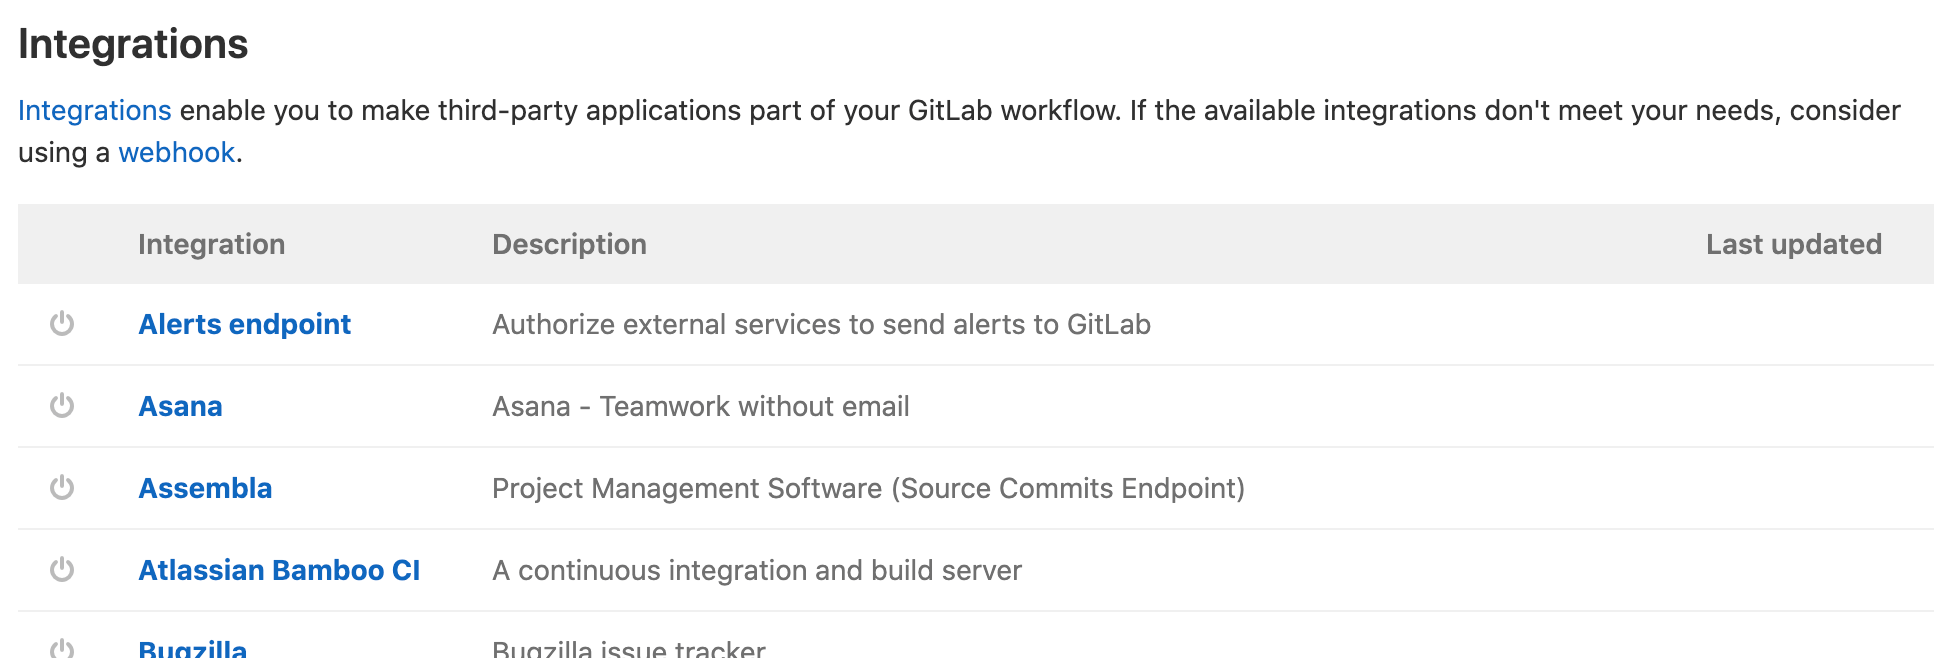 Integrations
Integrations enable you to make third-party applications part of your GitLab workflow. If the available integrations don't meet your needs, consider
using a webhook.
Integration Description Last updated
Alerts endpoint Authorize external services to send alerts to GitLab
Asana Asana - Teamwork without email
Assembla Project Management Software (Source Commits Endpoint)
Atlassian Bamboo CI A continuous integration and build server
Bugzilla Bugzilla issue tracker